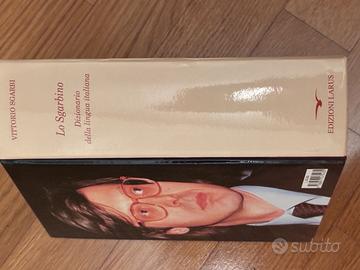 VITTORIO SGARBI
Lo Sgarbino
Dizionario
della lingua italiana
EDIZIONI LARUS
subito